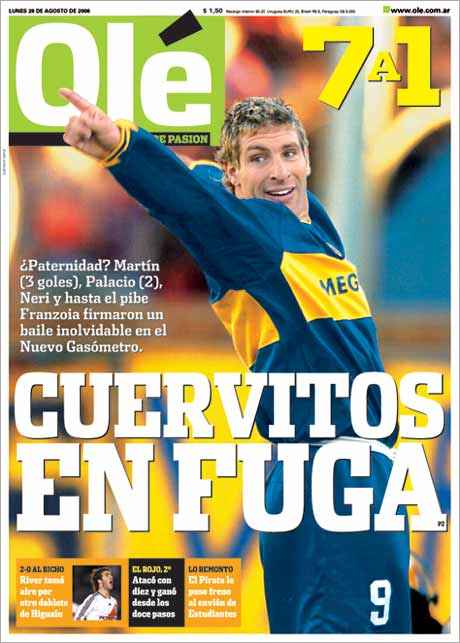 LUNES 28 DE AGOSTO DE 2006
$ 1,50
www.ole.com.ar
Olé
DE PASION
7 A 1
MEG
¿Paternidad? Martín
(3 goles), Palacio (2),
Neri y hasta el pibe
Franzoia firmaron un
baile inolvidable en el
Nuevo Gasómetro.
CUERVITOS
EN FUGA
P2
9
2-0 AL BICHO
River tomó
aire por
otro doblete
de Higuaín
EL ROJO, 2º
Atacó con
diez y ganó
desde los
doce pasos
LO REMONTO
El Pirata le
puso freno
al envión de
Estudiantes